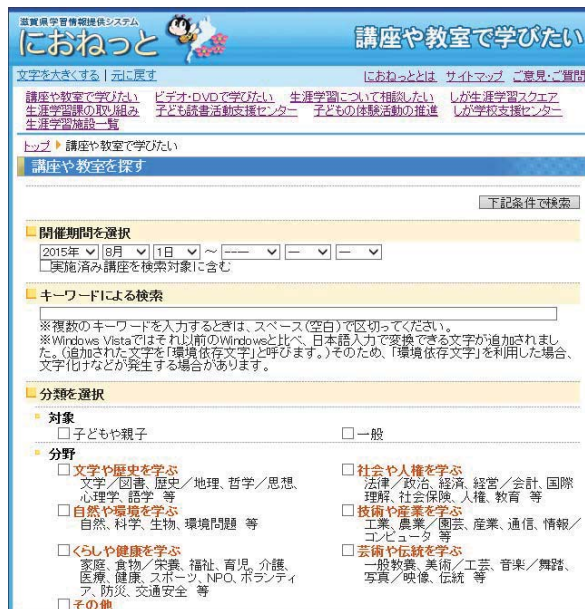 滋賀県学習情報提供システム
におねっと
講座や教室で学びたい
文字を大きくする | 元に戻す
におねっととは サイトマップ ご意見・ご質問
講座や教室で学びたい ビデオ・DVDで学びたい 生涯学習について相談したい しが生涯学習スクエア
生涯学習課の取り組み 子ども読書活動支援センター 子どもの体験活動の推進 しが学校支援センター
生涯学習施設一覧
トップ 講座や教室で学びたい
講座や教室を探す
下記条件で検索
開催期間を選択
2015年 8月 1日 ～ ---- -- --
実施済み講座を検索対象に含む
キーワードによる検索
※複数のキーワードを入力するときは、スペース(空白)で区切ってください。
※Windows Vistaではそれ以前のWindowsと比べ、日本語入力で変換できる文字が追加されまし
た。(追加された文字を「環境依存文字」と呼びます。)そのため、「環境依存文字」を利用した場合、
文字化けなどが発生する場合があります。
分類を選択
対象
子どもや親子
一般
分野
文学や歴史を学ぶ
文学／図書、歴史／地理、哲学／思想、
心理学、語学 等
社会や人権を学ぶ
法律／政治、経済、経営／会計、国際
理解、社会保険、人権、教育 等
自然や環境を学ぶ
自然、科学、生物、環境問題 等
技術や産業を学ぶ
工業、農業／園芸、産業、通信、情報／
コンピュータ 等
くらしや健康を学ぶ
家庭、食物／栄養、福祉、育児、介護、
医療、健康、スポーツ、NPO、ボランティ
ア、防災、交通安全 等
芸術や伝統を学ぶ
一般教養、美術／工芸、音楽／舞踏、
写真／映像、伝統 等
その他